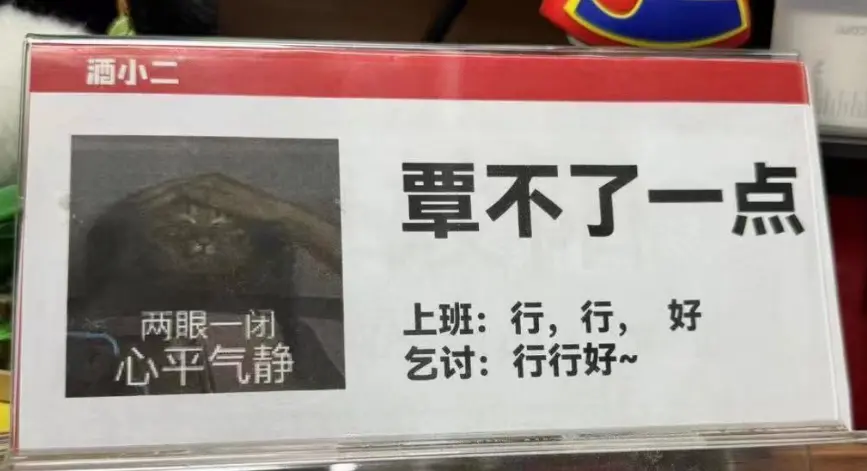 酒小二
覃不了一点
两眼一闭
心平气静
上班：行，行， 好
乞讨：行行好~